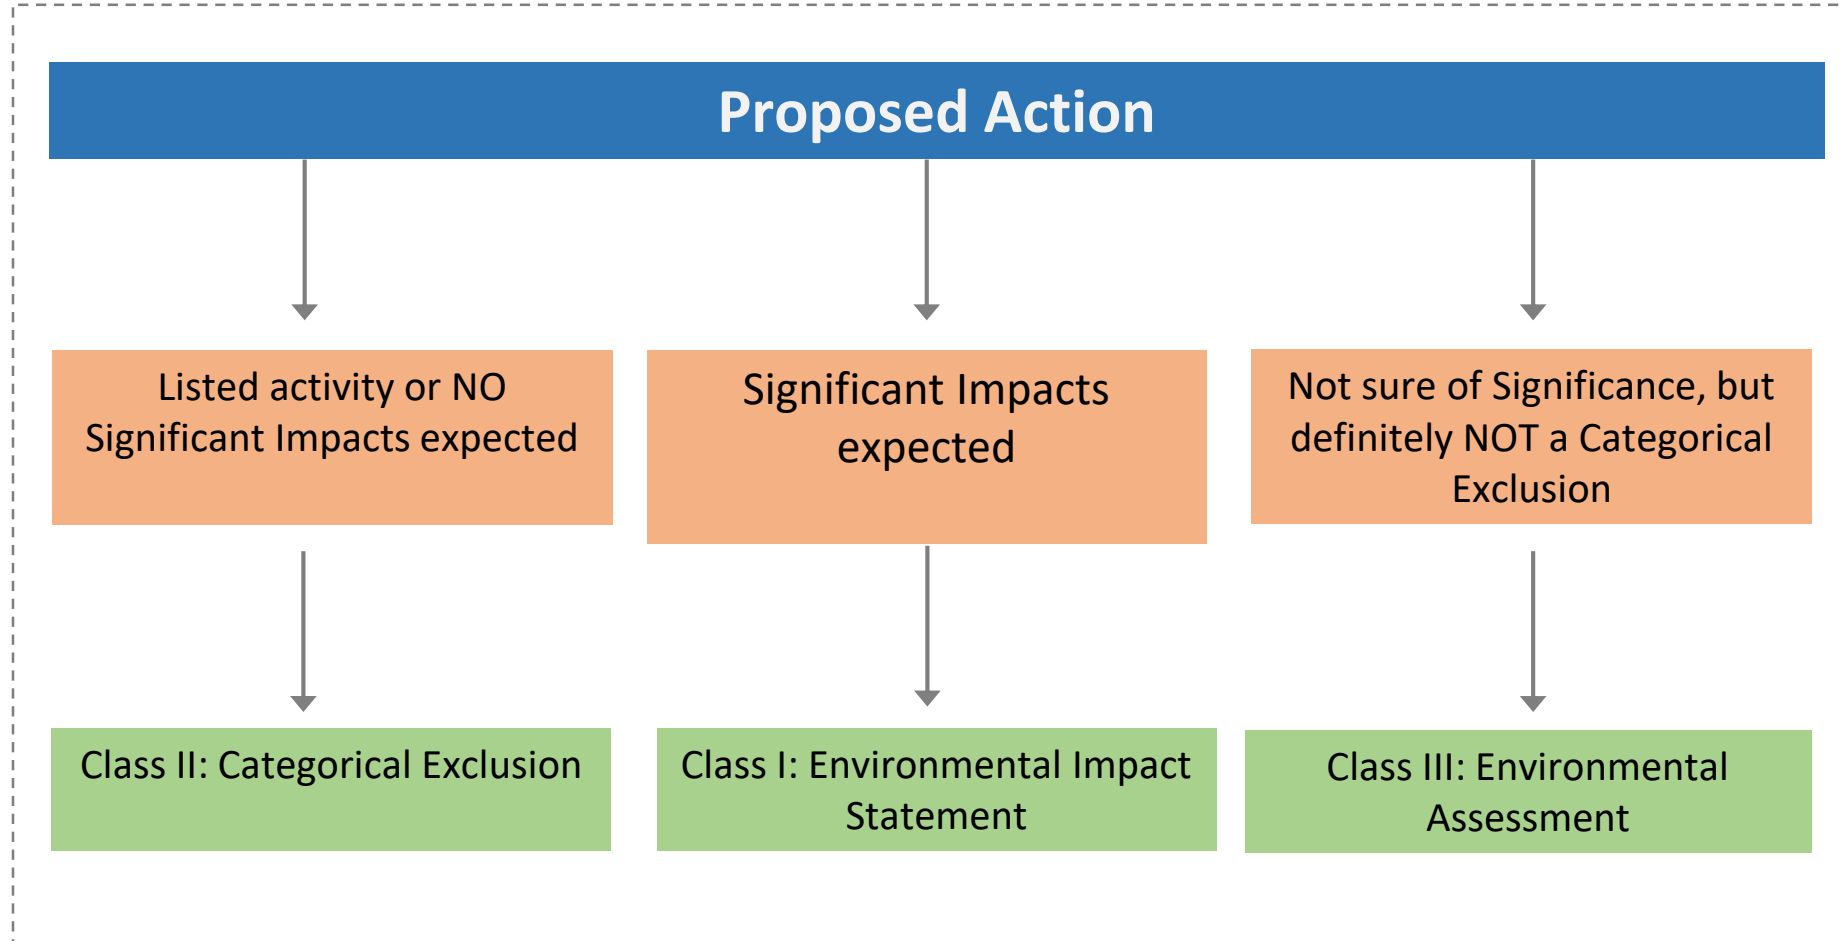 Proposed Action
Listed activity or NO
Significant Impacts expected
Significant Impacts
expected
Not sure of Significance, but
definitely NOT a Categorical
Exclusion
Class II: Categorical Exclusion
Class I: Environmental Impact
Statement
Class III: Environmental
Assessment